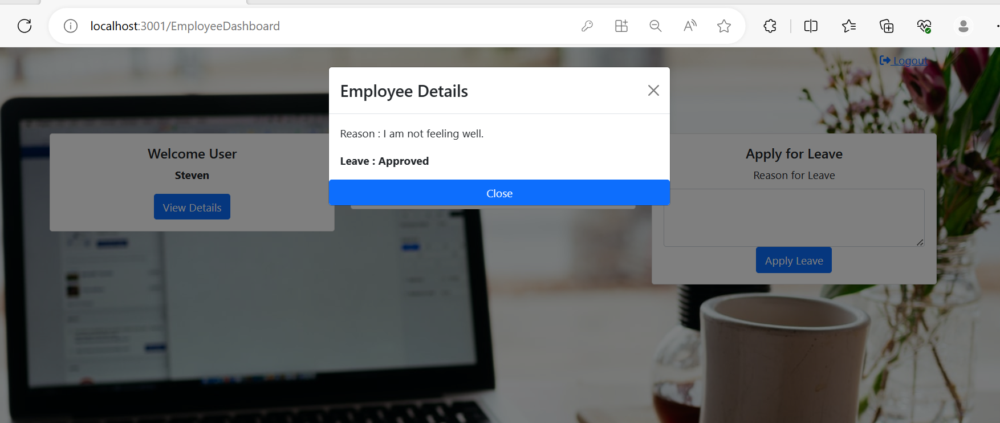 localhost:3001/EmployeeDashboard
Logout
Employee Details
Reason : I am not feeling well.
Leave : Approved
Close
Welcome User
Steven
View Details
Apply for Leave
Reason for Leave
Apply Leave